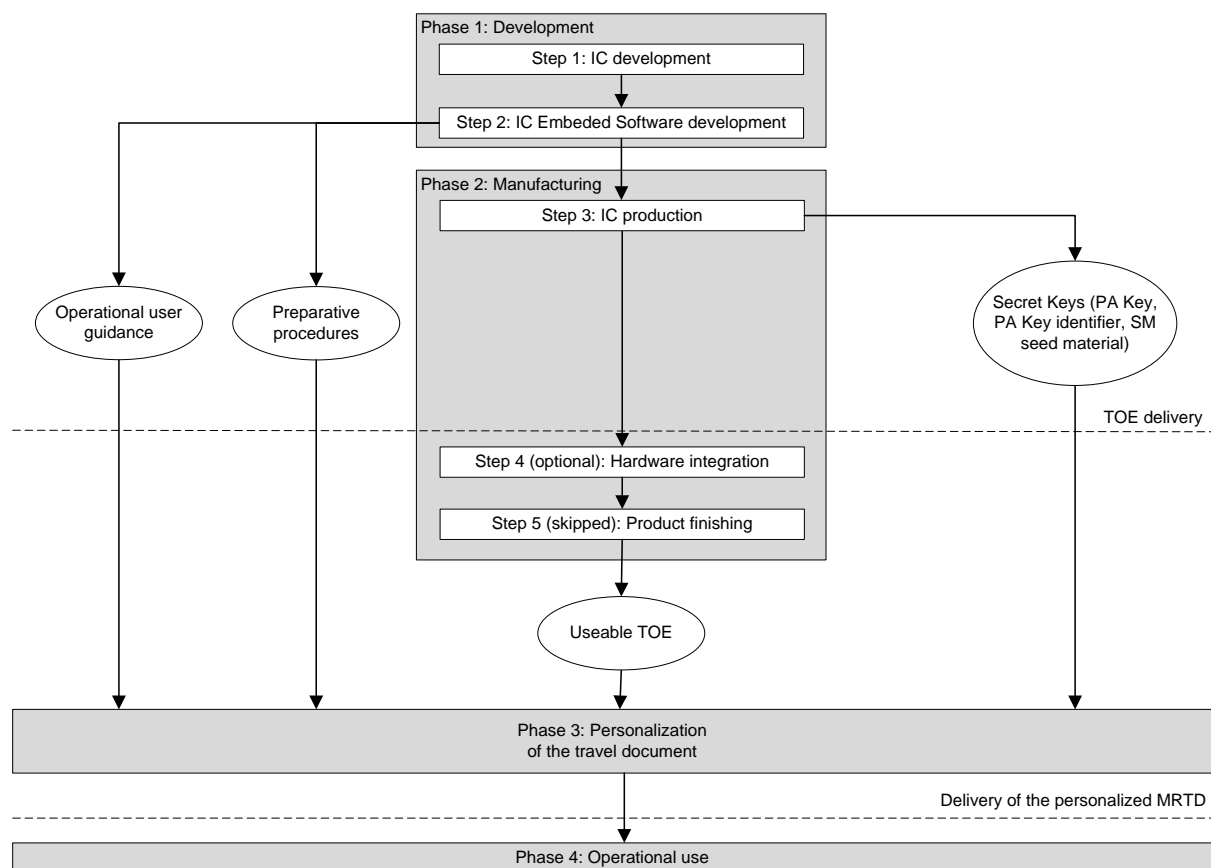 Phase 1: Development
Step 1: IC development
Step 2: IC Embeded Software development
Phase 2: Manufacturing
Step 3: IC production
Operational user
guidance
Preparative
procedures
Secret Keys (PA Key,
PA Key identifier, SM
seed material)
TOE delivery
Step 4 (optional): Hardware integration
Step 5 (skipped): Product finishing
Useable TOE
Phase 3: Personalization
of the travel document
Delivery of the personalized MRTD
Phase 4: Operational use